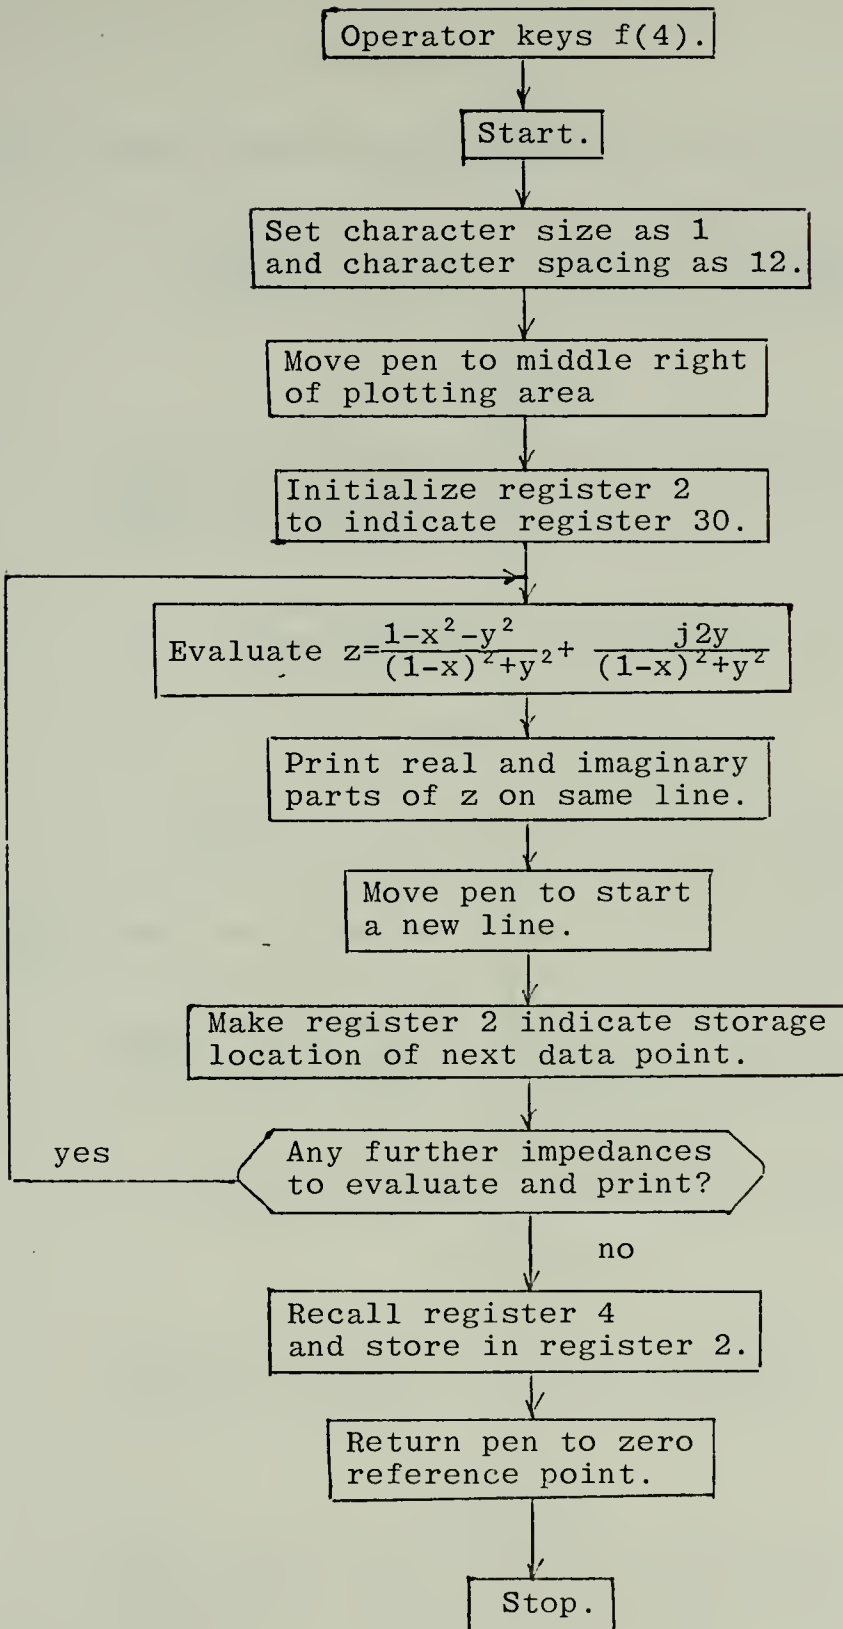 Operator keys f(4).
Start.
Set character size as 1
and character spacing as 12.
Move pen to middle right
of plotting area
Initialize register 2
to indicate register 30.
Evaluate z=\frac{1-x²-y²}{(1-x)²+y²}+ \frac{j2y}{(1-x)²+y²}
Print real and imaginary
parts of z on same line.
Move pen to start
a new line.
Make register 2 indicate storage
location of next data point.
yes
Any further impedances
to evaluate and print?
no
Recall register 4
and store in register 2.
Return pen to zero
reference point.
Stop.